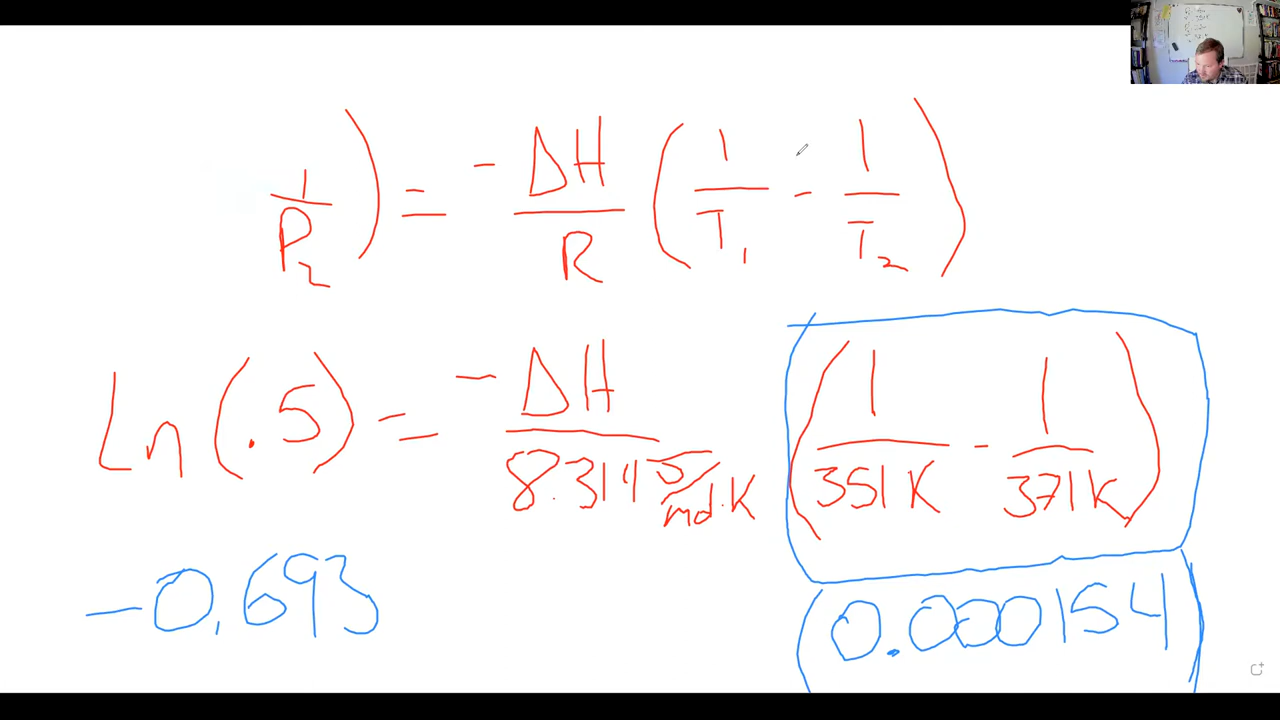 1/P₂) = -ΔH/R (1/T₁ - 1/T₂)
Ln(.5) = -ΔH/8.314 J/mol·K (1/351K - 1/371K)
-0.693 (0.000154)